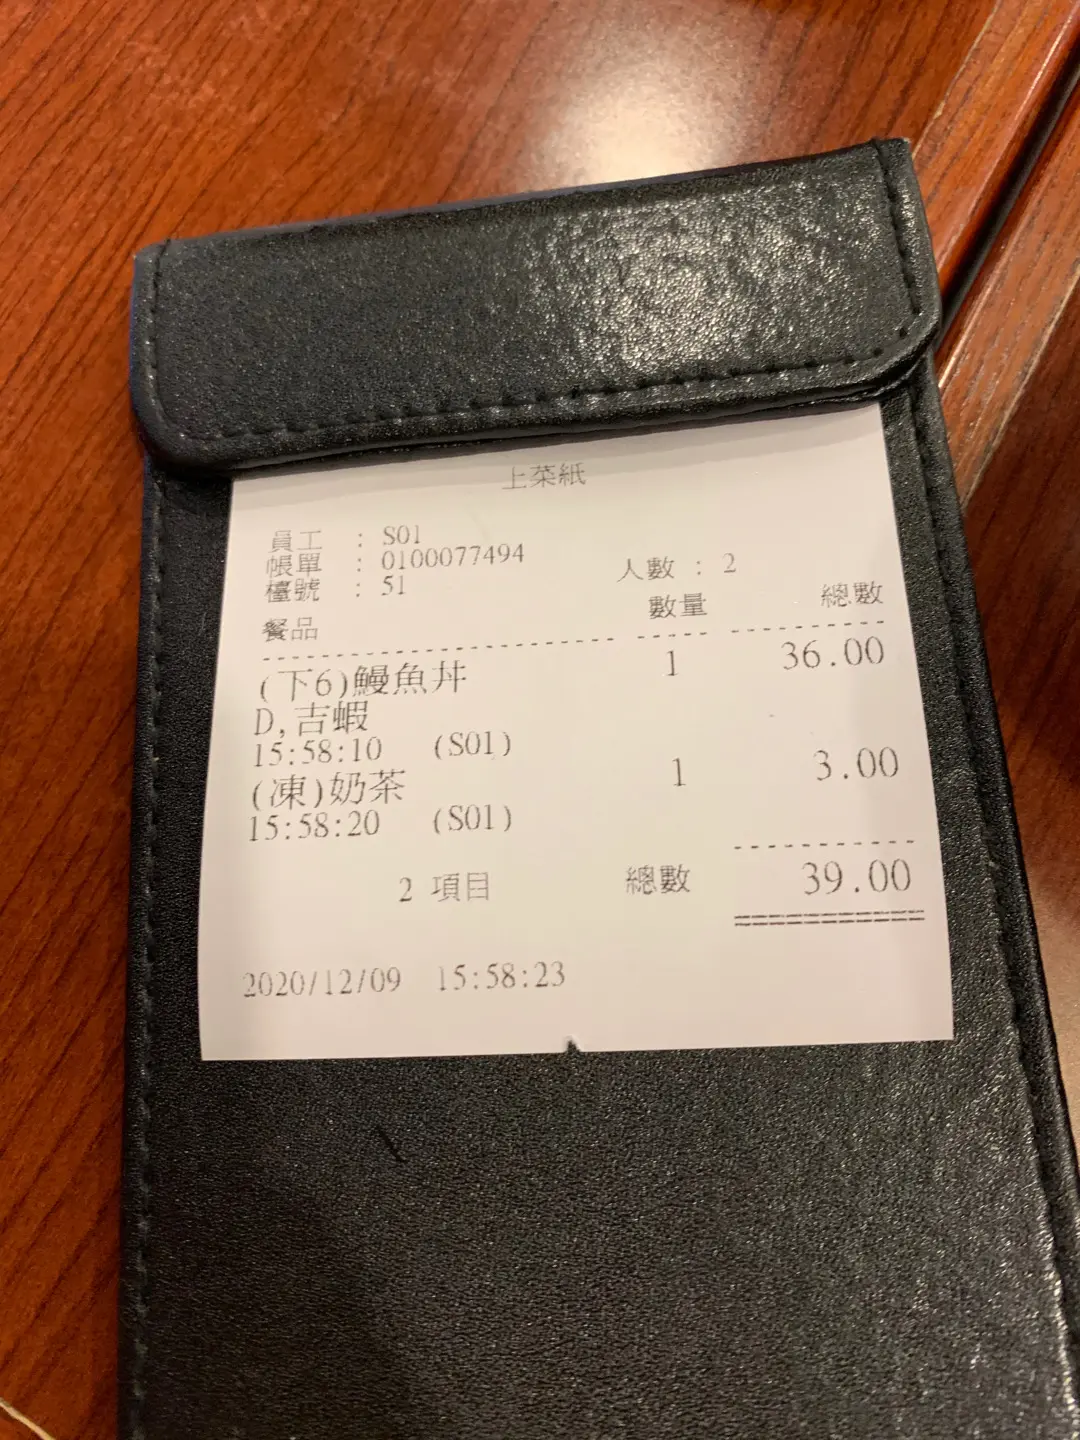 上菜紙
員工 : S01
帳單 : 0100077494
檯號 : 51 人數 : 2
餐品 數量 總數
(下6)鰻魚丼 1 36.00
D,吉蝦
15:58:10 (S01)
(凍)奶茶 1 3.00
15:58:20 (S01)
2 項目 總數 39.00
2020/12/09 15:58:23